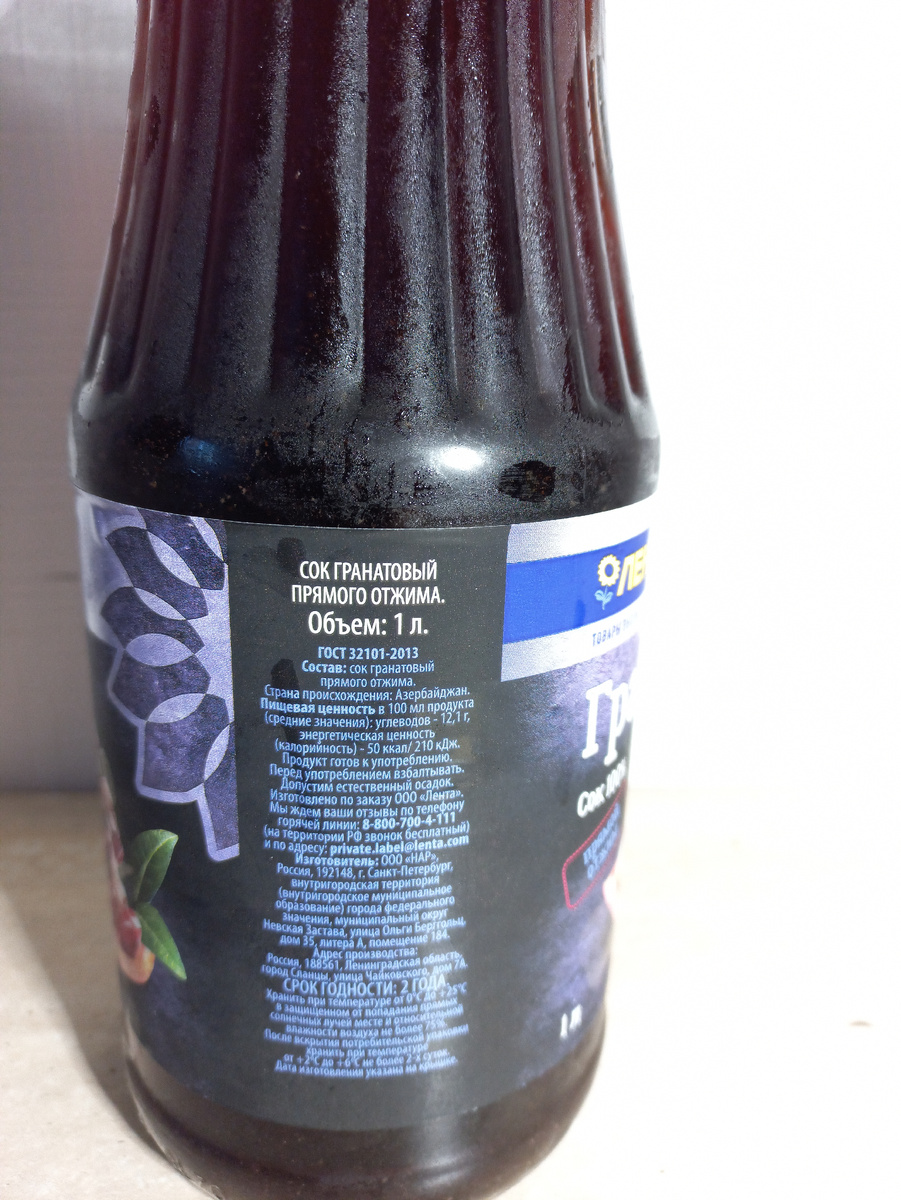 СОК ГРАНАТОВЫЙ
ПРЯМОГО ОТЖИМА.
Объем: 1 л.
ГОСТ 32101-2013
Состав: сок гранатовый
прямого отжима.
Страна происхождения: Азербайджан.
Пищевая ценность в 100 мл продукта
(средние значения): углеводов - 12,1 г,
энергетическая ценность
(калорийность) - 50 ккал/ 210 кДж.
Продукт готов к употреблению.
Перед употреблением взбалтывать.
Допустим естественный осадок.
Изготовлено по заказу ООО «Лента».
Мы ждем ваши отзывы по телефону
горячей линии: 8-800-700-4-111
(на территории РФ звонок бесплатный)
и по адресу: private.label@lenta.com
Изготовитель: ООО «НАР»,
Россия, 192148, г. Санкт-Петербург,
внутригородская территория
(внутригородское муниципальное
образование) города федерального
значения, муниципальный округ
Невская Застава, улица Ольги Берггольц,
дом 35, литера А, помещение 184.
Адрес производства:
Россия, 188561, Ленинградская область,
город Сланцы, улица Чайковского, дом 7А.
СРОК ГОДНОСТИ: 2 ГОДА
Хранить при температуре от 0°С до +25°С
в защищенном от попадания прямых
солнечных лучей месте и относительной
влажности воздуха не более 75%.
После вскрытия потребительской упаковки
хранить при температуре
от +2°С до +6°С не более 2-х суток.
Дата изготовления указана на крышке.
ЛЕН
ТОВАРЫ
Гра
Сок 100%
1 л